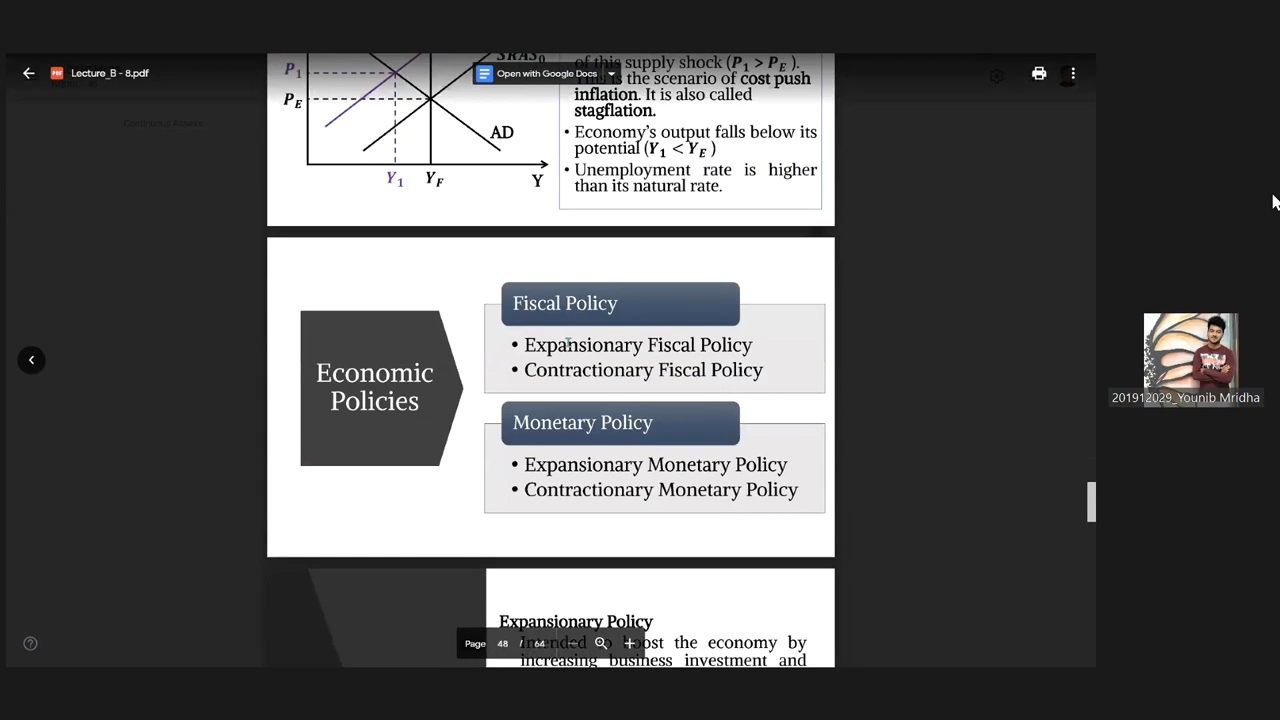 Lecture_B - 8.pdf
Open with Google Docs
P1
PE
SRAS0
AD
Y1
YF
Y
of this supply shock (P1 > PE ).
This is the scenario of cost push
inflation. It is also called
stagflation.
• Economy's output falls below its
potential (Y1 < YE )
• Unemployment rate is higher
than its natural rate.
Economic
Policies
Fiscal Policy
• Expansionary Fiscal Policy
• Contractionary Fiscal Policy
Monetary Policy
• Expansionary Monetary Policy
• Contractionary Monetary Policy
201912029_Younib Mridha
Expansionary Policy
Intended to boost the economy by
increasing business investment and
Page 48 / 64